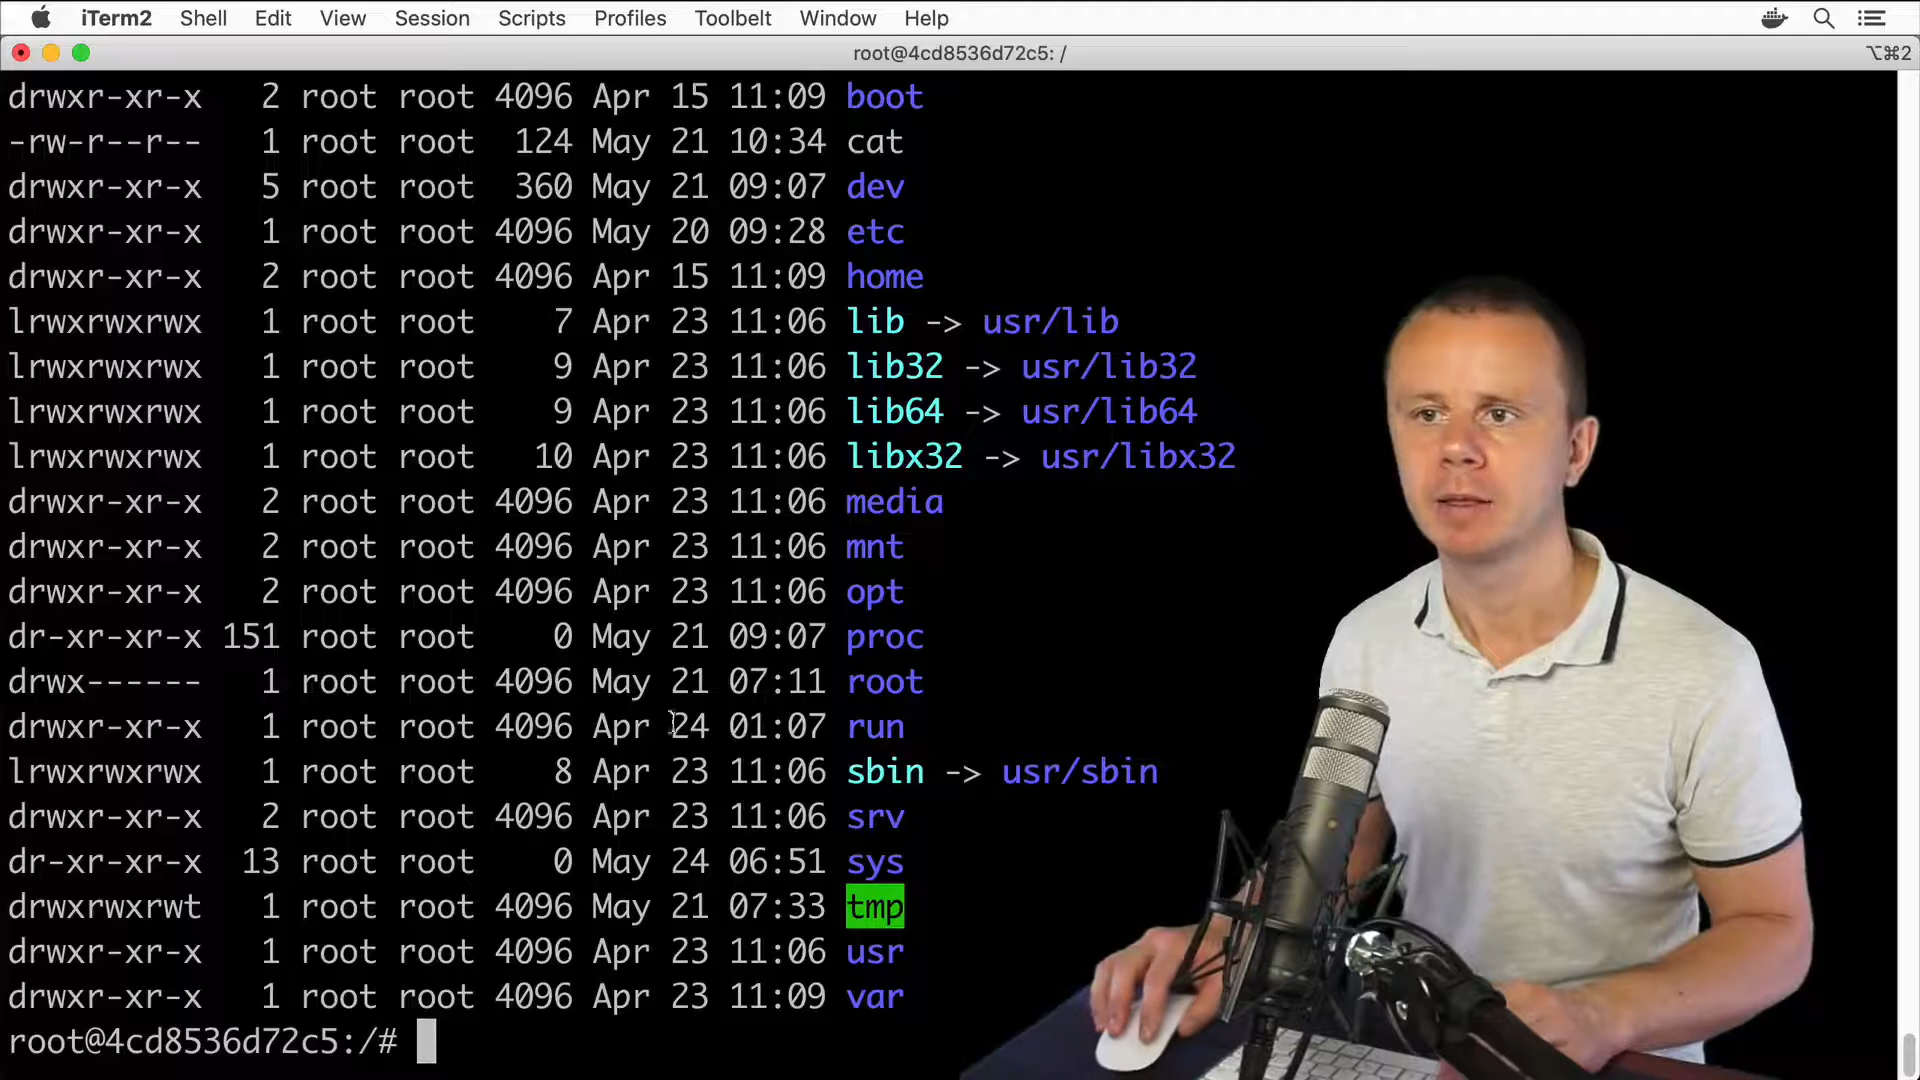 iTerm2 Shell Edit View Session Scripts Profiles Toolbelt Window Help
root@4cd8536d72c5: / ⌥⌘2
drwxr-xr-x 2 root root 4096 Apr 15 11:09 boot
-rw-r--r-- 1 root root 124 May 21 10:34 cat
drwxr-xr-x 5 root root 360 May 21 09:07 dev
drwxr-xr-x 1 root root 4096 May 20 09:28 etc
drwxr-xr-x 2 root root 4096 Apr 15 11:09 home
lrwxrwxrwx 1 root root 7 Apr 23 11:06 lib -> usr/lib
lrwxrwxrwx 1 root root 9 Apr 23 11:06 lib32 -> usr/lib32
lrwxrwxrwx 1 root root 9 Apr 23 11:06 lib64 -> usr/lib64
lrwxrwxrwx 1 root root 10 Apr 23 11:06 libx32 -> usr/libx32
drwxr-xr-x 2 root root 4096 Apr 23 11:06 media
drwxr-xr-x 2 root root 4096 Apr 23 11:06 mnt
drwxr-xr-x 2 root root 4096 Apr 23 11:06 opt
dr-xr-xr-x 151 root root 0 May 21 09:07 proc
drwx------ 1 root root 4096 May 21 07:11 root
drwxr-xr-x 1 root root 4096 Apr 24 01:07 run
lrwxrwxrwx 1 root root 8 Apr 23 11:06 sbin -> usr/sbin
drwxr-xr-x 2 root root 4096 Apr 23 11:06 srv
dr-xr-xr-x 13 root root 0 May 24 06:51 sys
drwxrwxrwt 1 root root 4096 May 21 07:33 tmp
drwxr-xr-x 1 root root 4096 Apr 23 11:06 usr
drwxr-xr-x 1 root root 4096 Apr 23 11:09 var
root@4cd8536d72c5:/#